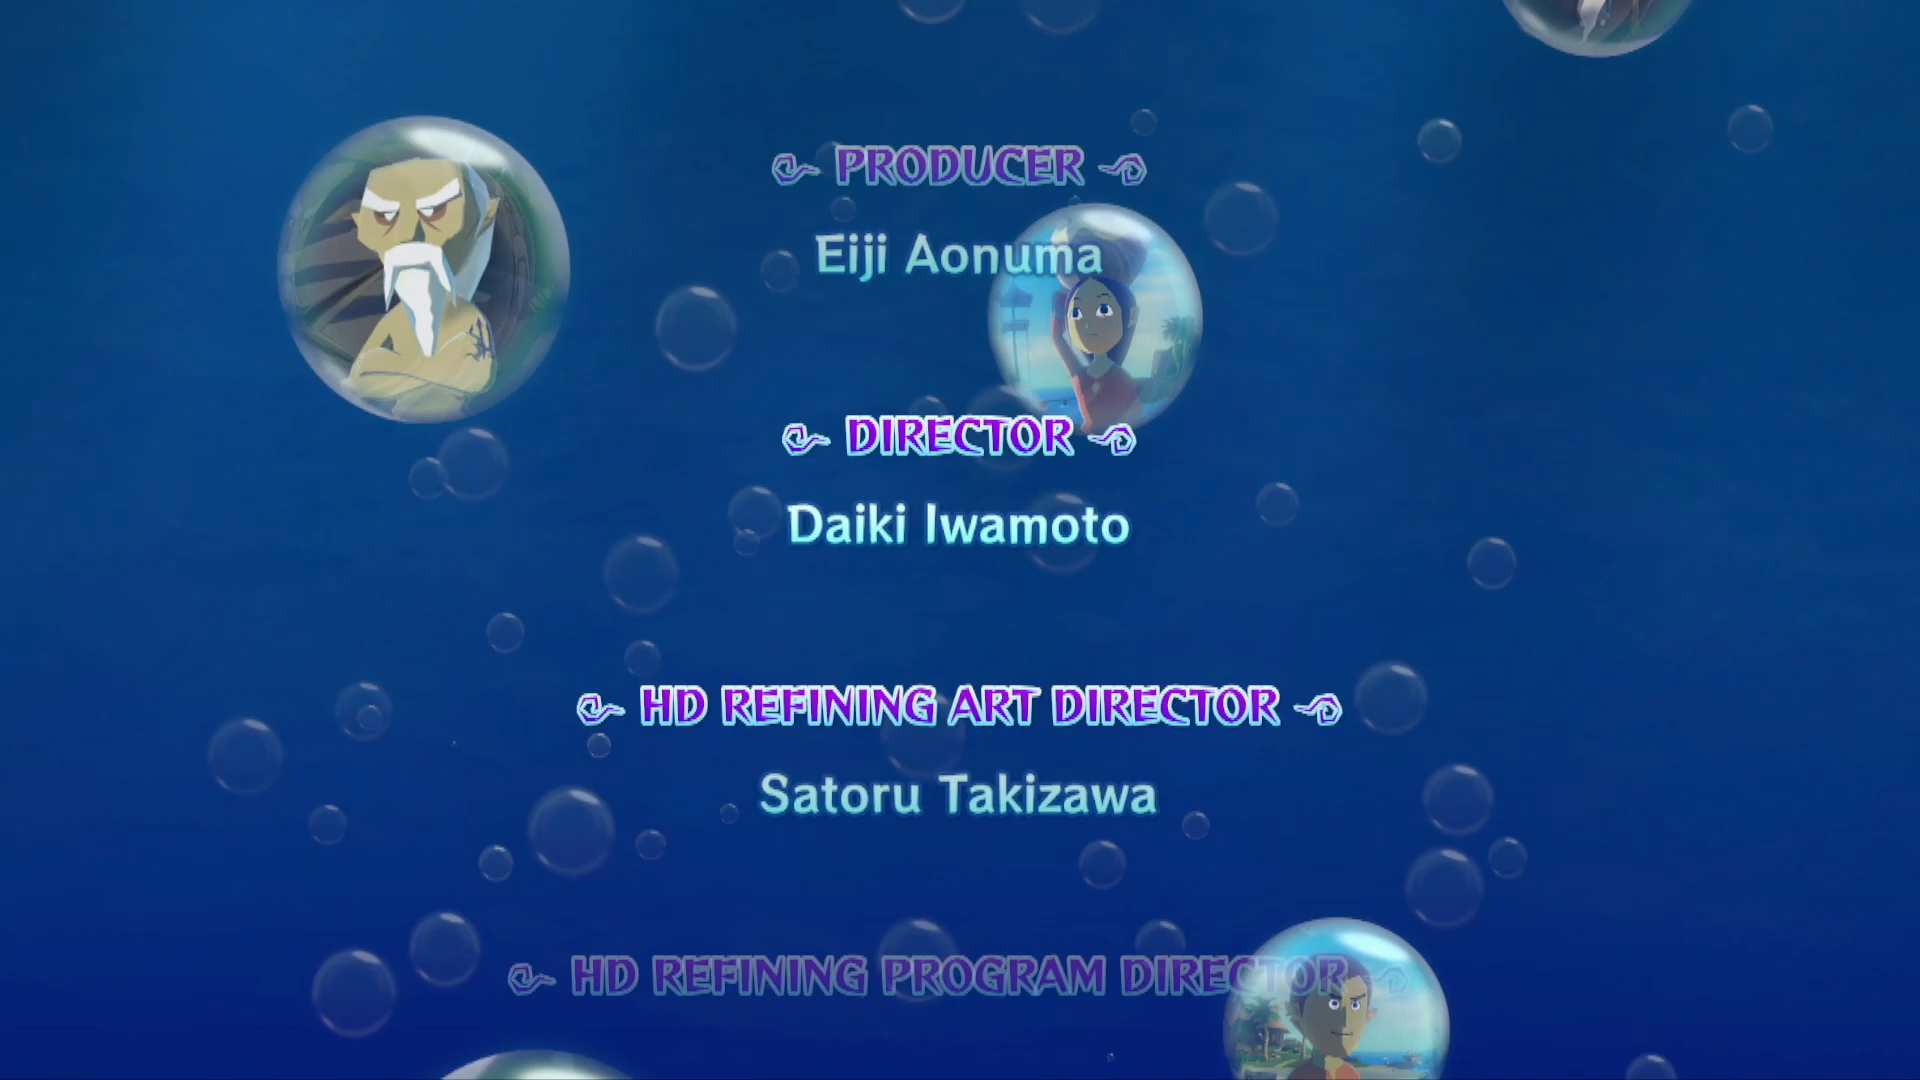 PRODUCER
Eiji Aonuma
DIRECTOR
Daiki Iwamoto
HD REFINING ART DIRECTOR
Satoru Takizawa
HD REFINING PROGRAM DIRECTOR